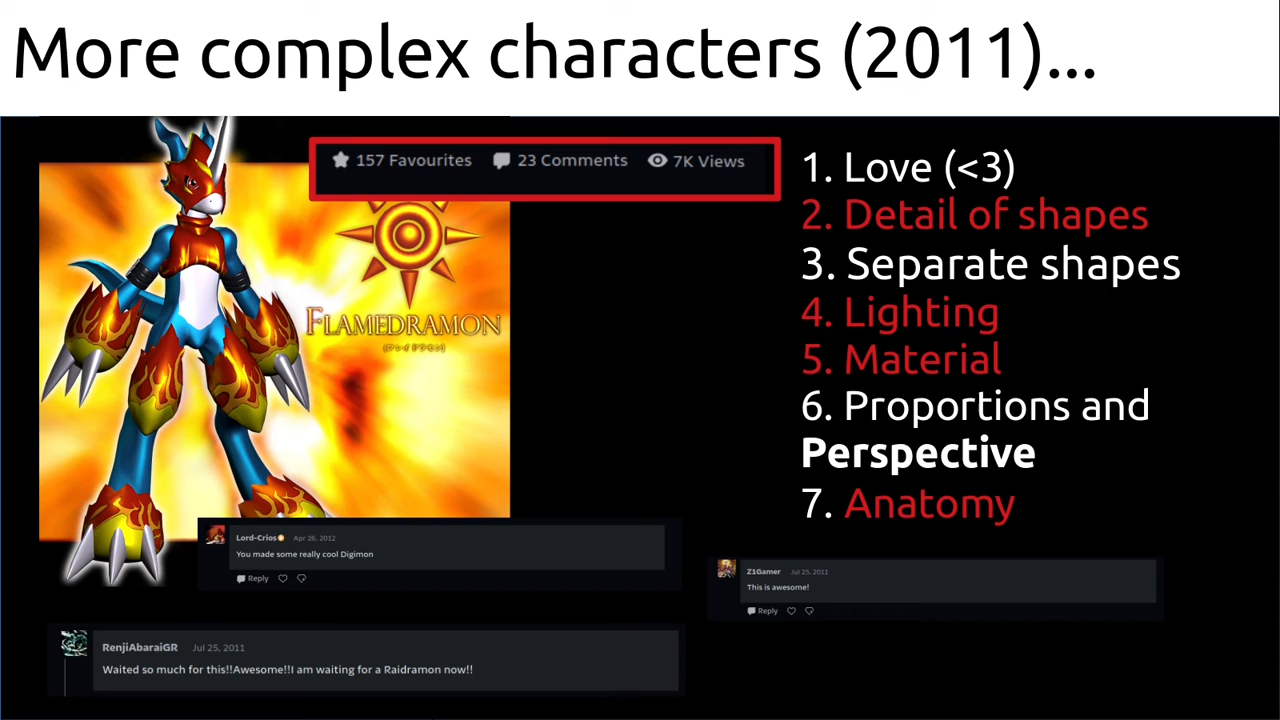 More complex characters (2011)...
157 Favourites 23 Comments 7K Views
FLAMEDRAMON
1. Love (<3)
2. Detail of shapes
3. Separate shapes
4. Lighting
5. Material
6. Proportions and
Perspective
7. Anatomy
Lord-Crios Apr 26, 2012
You made some really cool Digimon
Reply
Z1Gamer Jul 25, 2011
This is awesome!
Reply
RenjiAbaraiGR Jul 25, 2011
Waited so much for this!!Awesome!!I am waiting for a Raidramon now!!